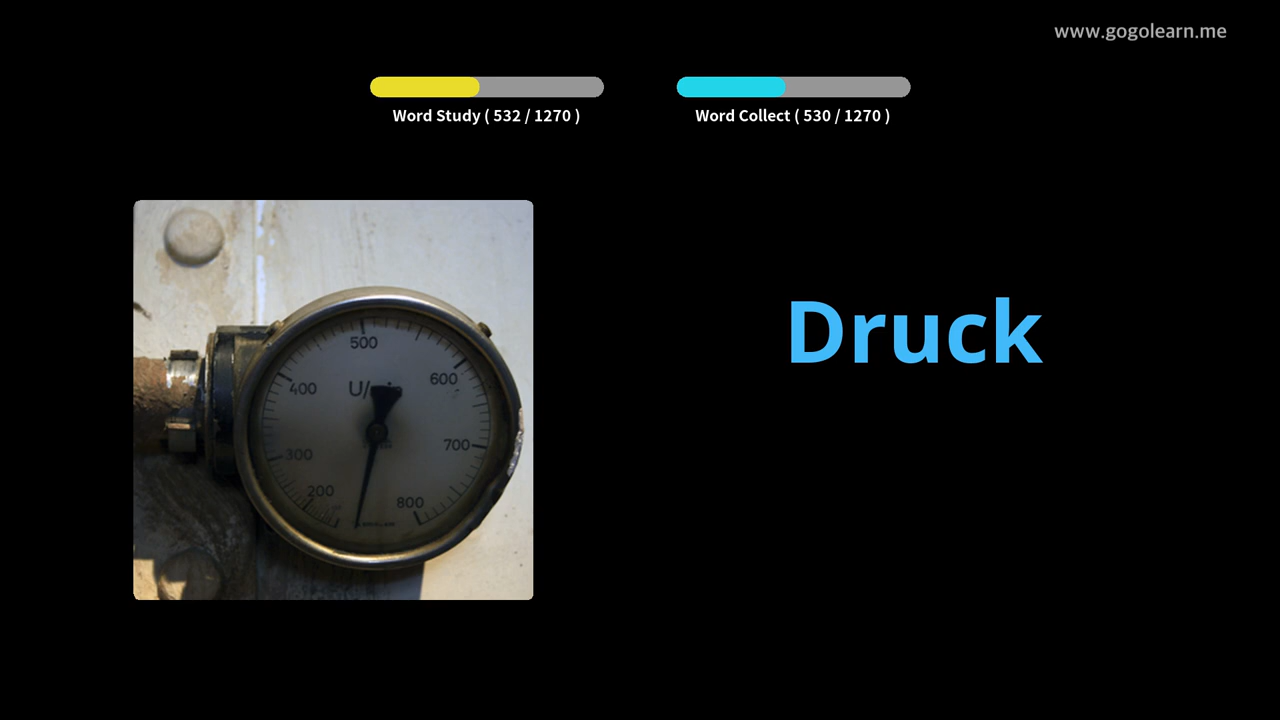 www.gogolearn.me
Word Study ( 532 / 1270 )
Word Collect ( 530 / 1270 )
Druck
500
400
600
U/
300
700
200
800